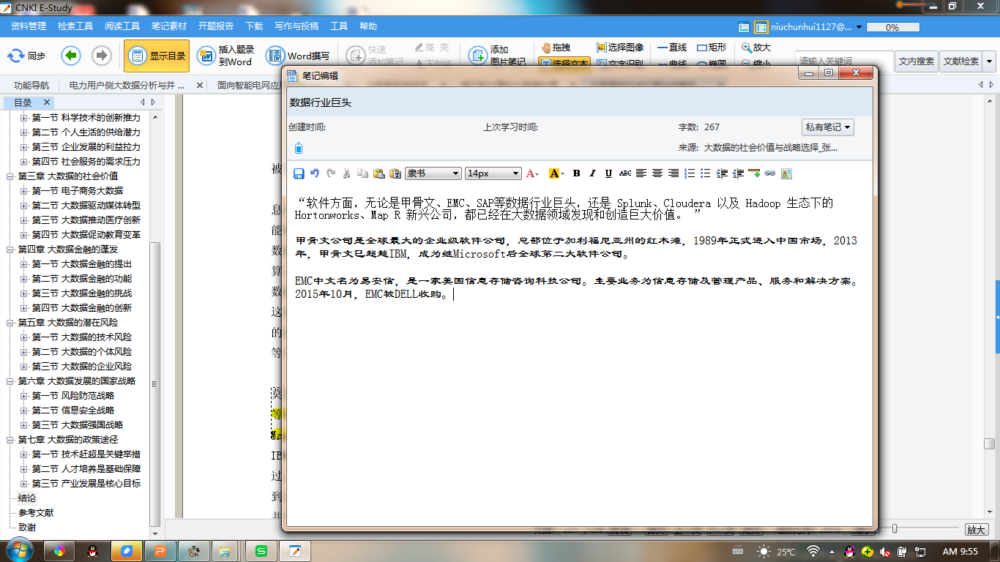 CNKI E-Study
资料管理 检索工具 阅读工具 笔记素材 开题报告 下载 写作与投稿 工具 帮助
niuchunhui1127@... 0%
同步 显示目录 插入题录到Word Word撰写 快速添加笔记 高亮 添加图片笔记 拖拽 选择文本 选择图像 文字识别 直线 曲线 矩形 椭圆 放大 缩小 请输入关键词 文内搜索 文献检索
功能导航 电力用户侧大数据分析与并 ... 面向智能电网应
目录
第一节 科学技术的创新推力
第二节 个人生活的供给潜力
第三节 企业发展的利益拉力
第四节 社会服务的需求压力
第三章 大数据的社会价值
第一节 电子商务大数据
第二节 大数据驱动媒体转型
第三节 大数据推动医疗创新
第四节 大数据促动教育变革
第四章 大数据金融的蓬发
第一节 大数据金融的提出
第二节 大数据金融的功能
第三节 大数据金融的挑战
第四节 大数据金融的创新
第五章 大数据的潜在风险
第一节 大数据的技术风险
第二节 大数据的个体风险
第三节 大数据的企业风险
第六章 大数据发展的国家战略
第一节 风险防范战略
第二节 信息安全战略
第三节 大数据强国战略
第七章 大数据的政策途径
第一节 技术赶超是关键举措
第二节 人才培养是基础保障
第三节 产业发展是核心目标
结论
参考文献
致谢
被
息
能
数
算
数
这
的
等
等
Ma
IB
过
到
笔记编辑
数据行业巨头
创建时间: 上次学习时间: 字数: 267 私有笔记
来源: 大数据的社会价值与战略选择_张...
隶书 14px A A B I U ABC
“软件方面，无论是甲骨文、EMC、SAP等数据行业巨头，还是 Splunk、Cloudera 以及 Hadoop 生态下的
Hortonworks、Map R 新兴公司，都已经在大数据领域发现和创造巨大价值。 ”
甲骨文公司是全球最大的企业级软件公司，总部位于加利福尼亚州的红木滩，1989年正式进入中国市场，2013
年，甲骨文已超越IBM，成为继Microsoft后全球第二大软件公司。
EMC中文名为易安信，是一家美国信息存储咨询科技公司。主要业务为信息存储及管理产品、服务和解决方案。
2015年10月，EMC被DELL收购。
放大
25℃ AM 9:55